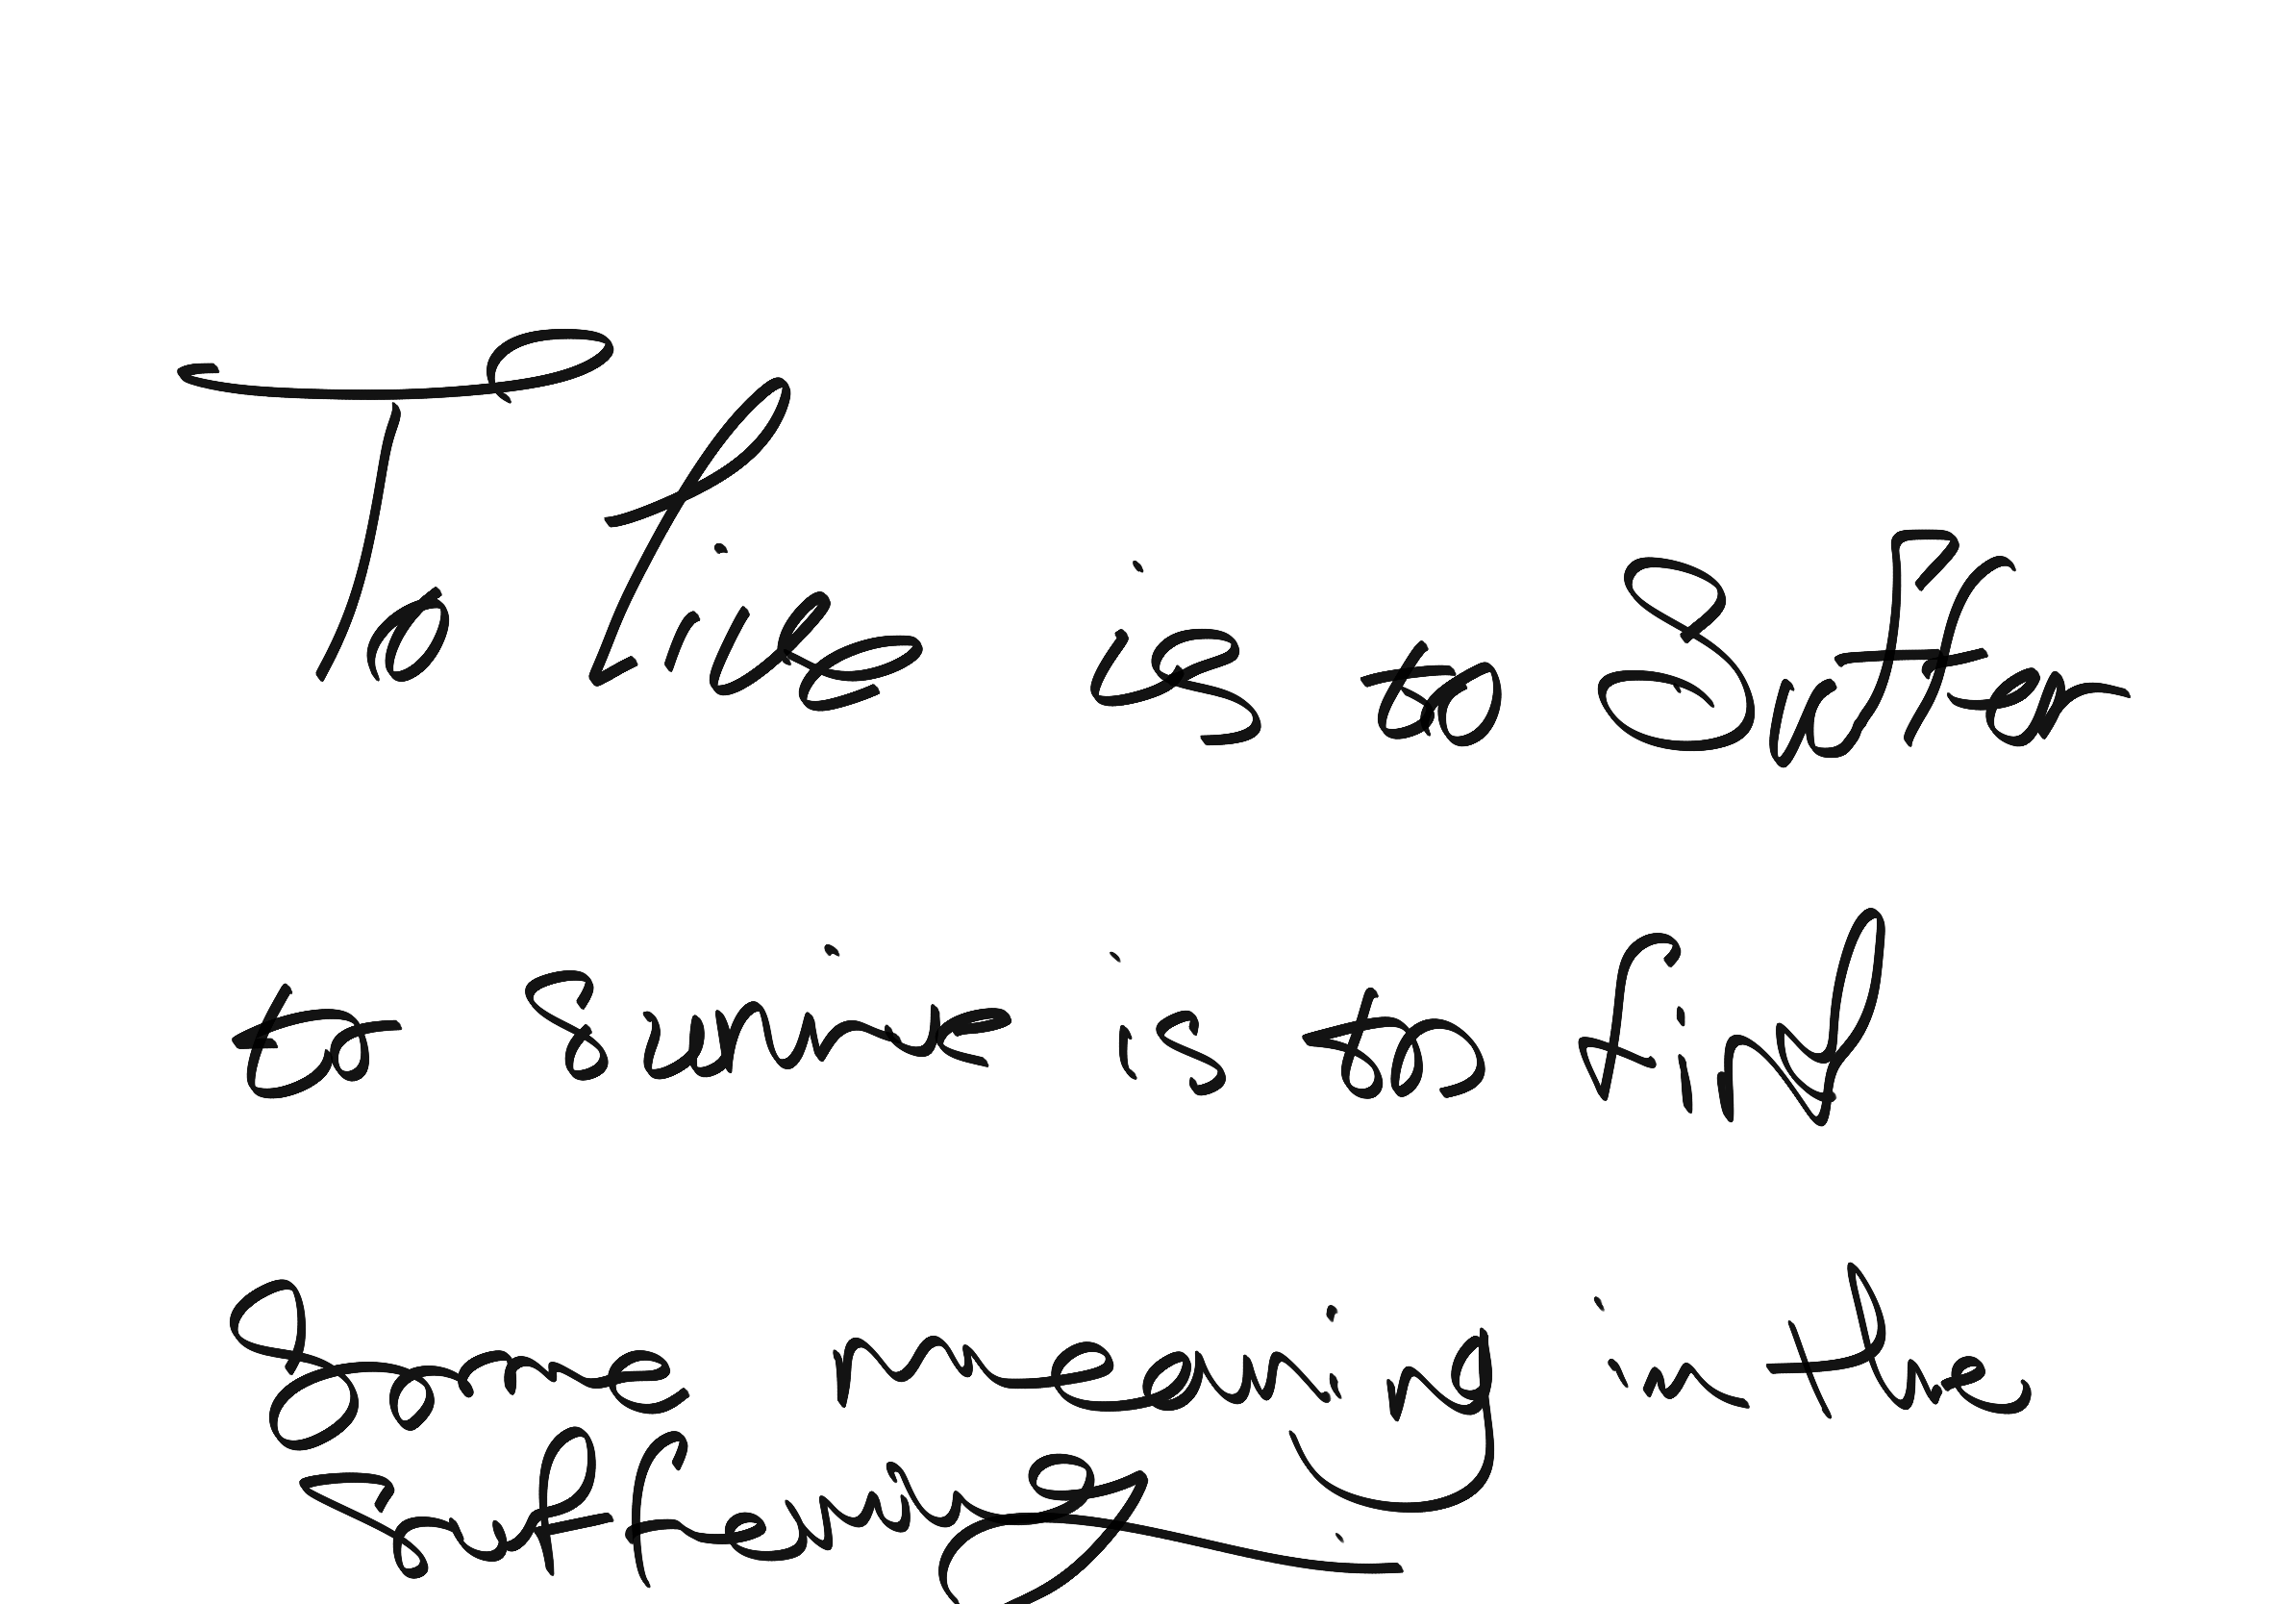 To live is to Suffer
to Survive is to find
Some meaning in the
Suffering